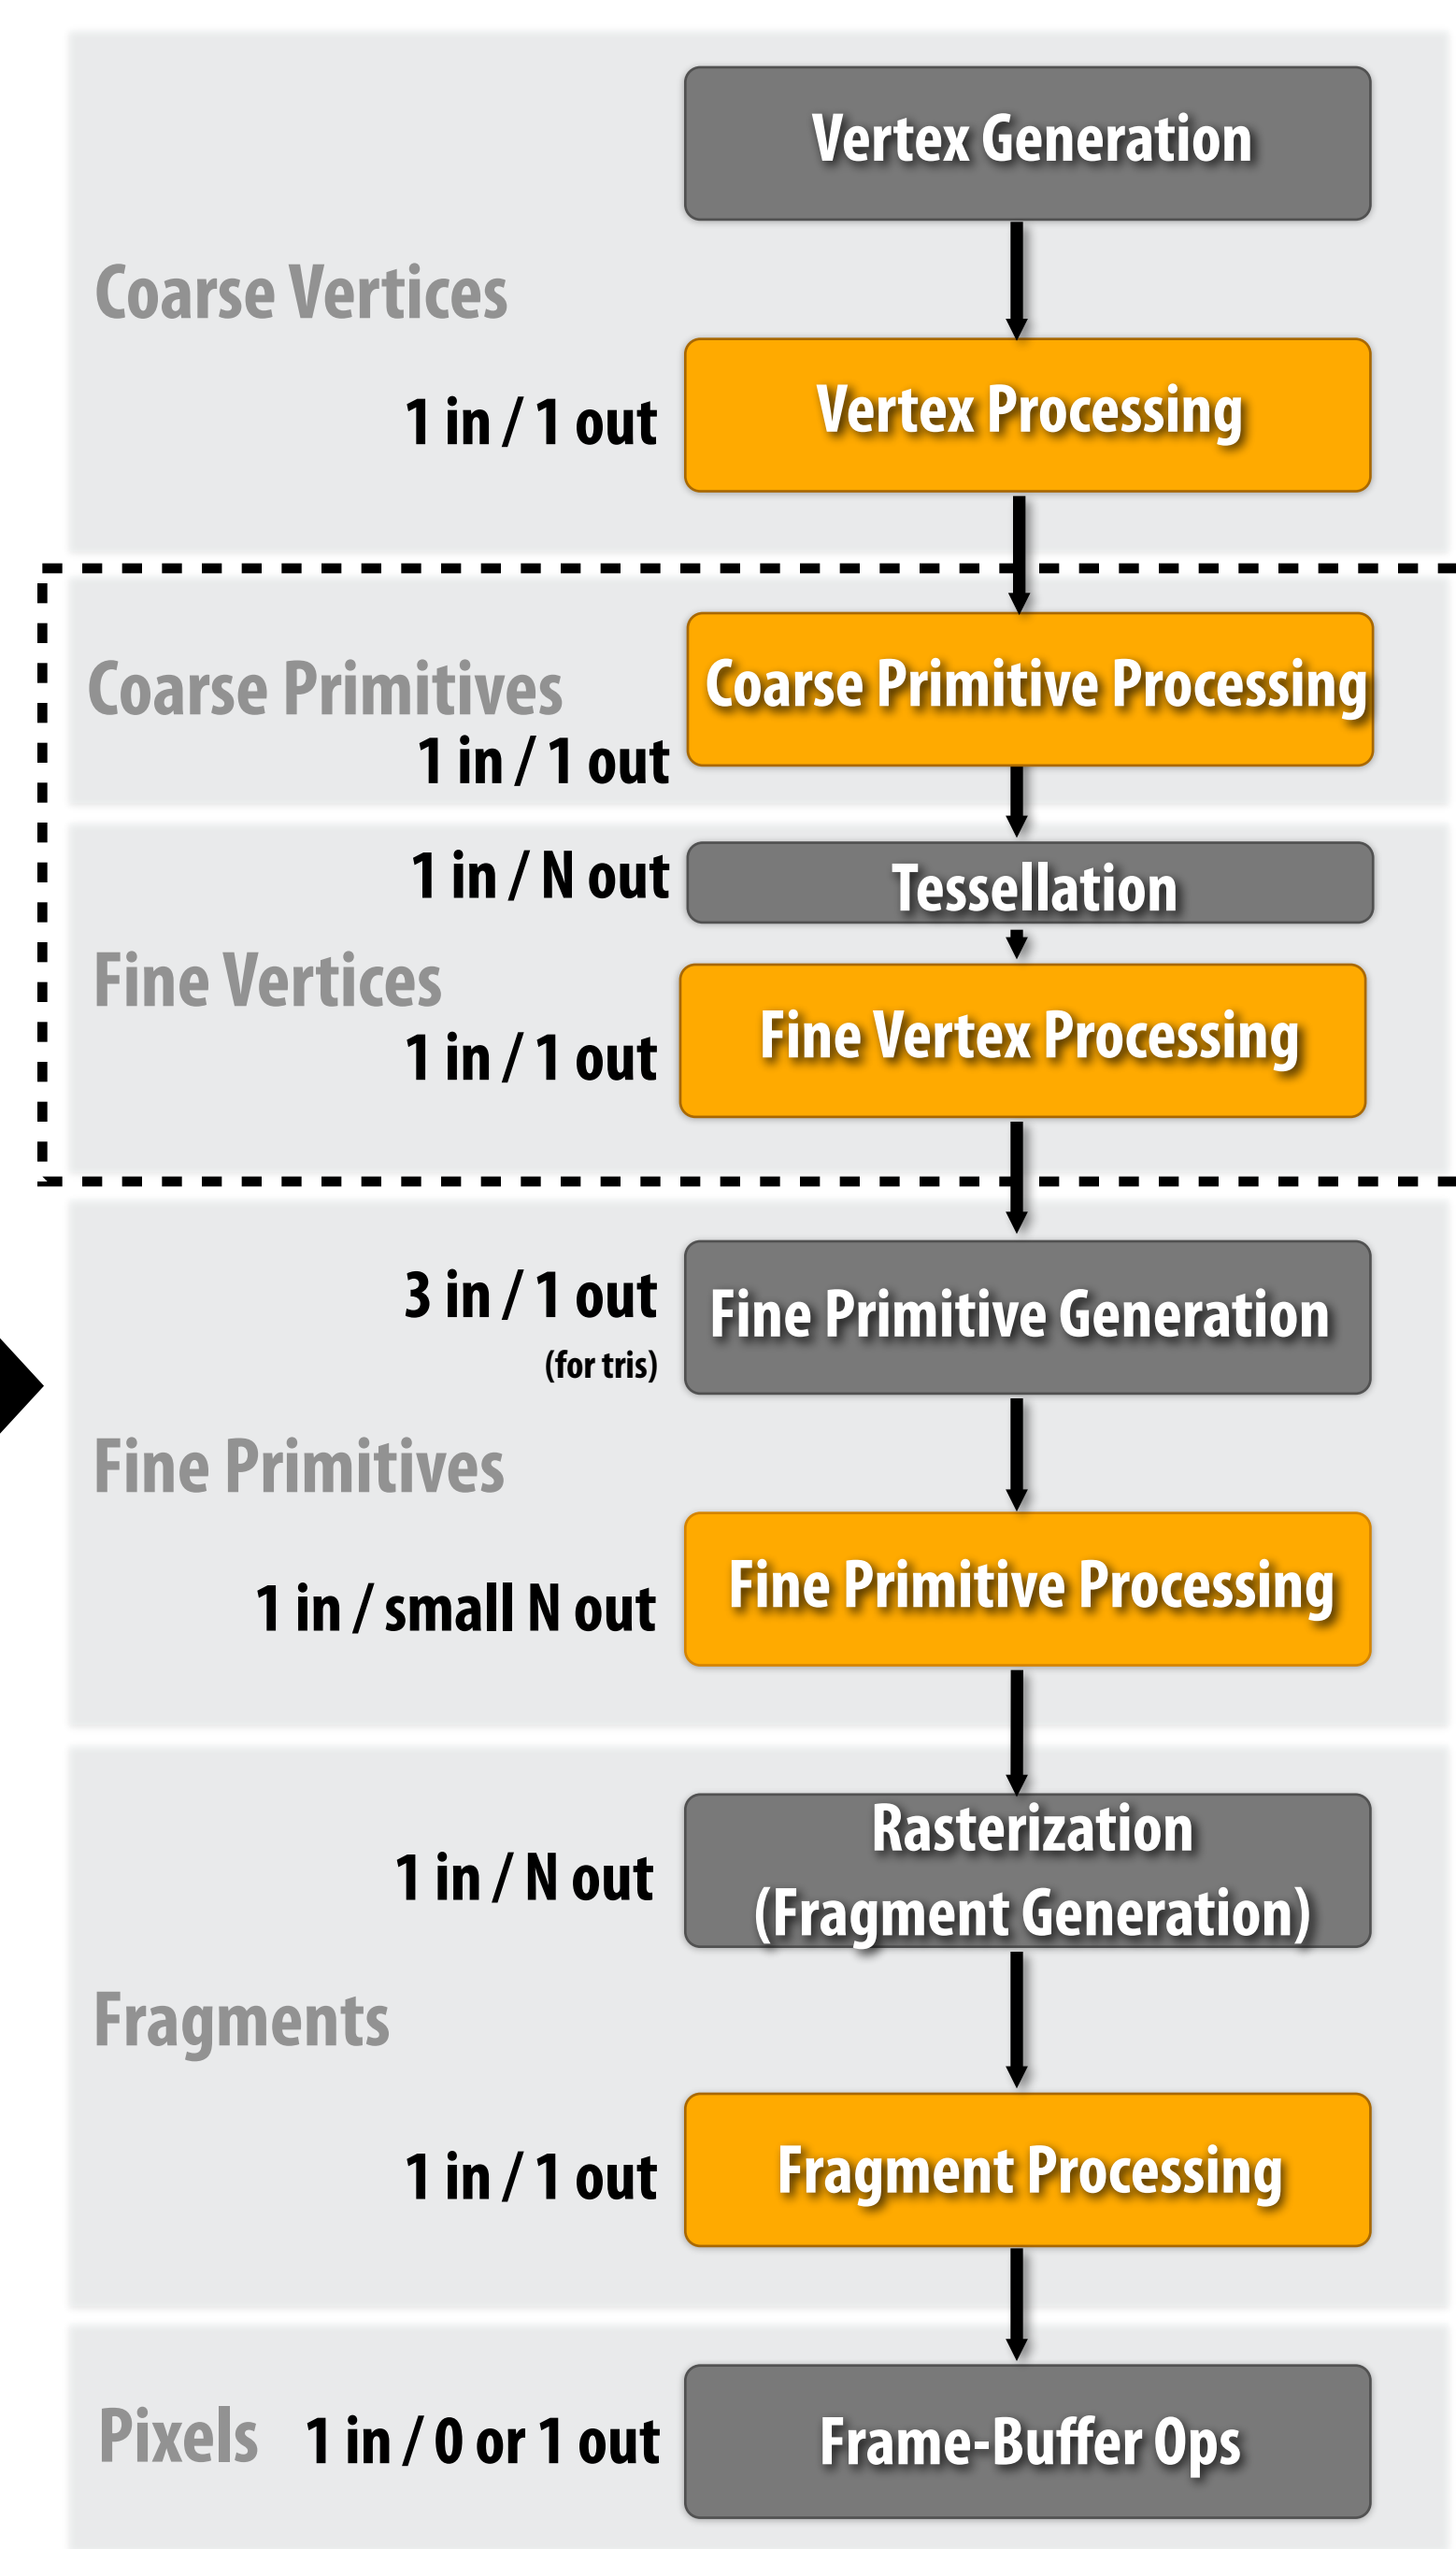 Vertex Generation
Coarse Vertices
1 in / 1 out
Vertex Processing
Coarse Primitives
Coarse Primitive Processing
1 in / 1 out
1 in / N out
Tessellation
Fine Vertices
1 in / 1 out
Fine Vertex Processing
3 in / 1 out
(for tris)
Fine Primitive Generation
Fine Primitives
1 in / small N out
Fine Primitive Processing
1 in / N out
Rasterization
(Fragment Generation)
Fragments
1 in / 1 out
Fragment Processing
Pixels
1 in / 0 or 1 out
Frame-Buffer Ops